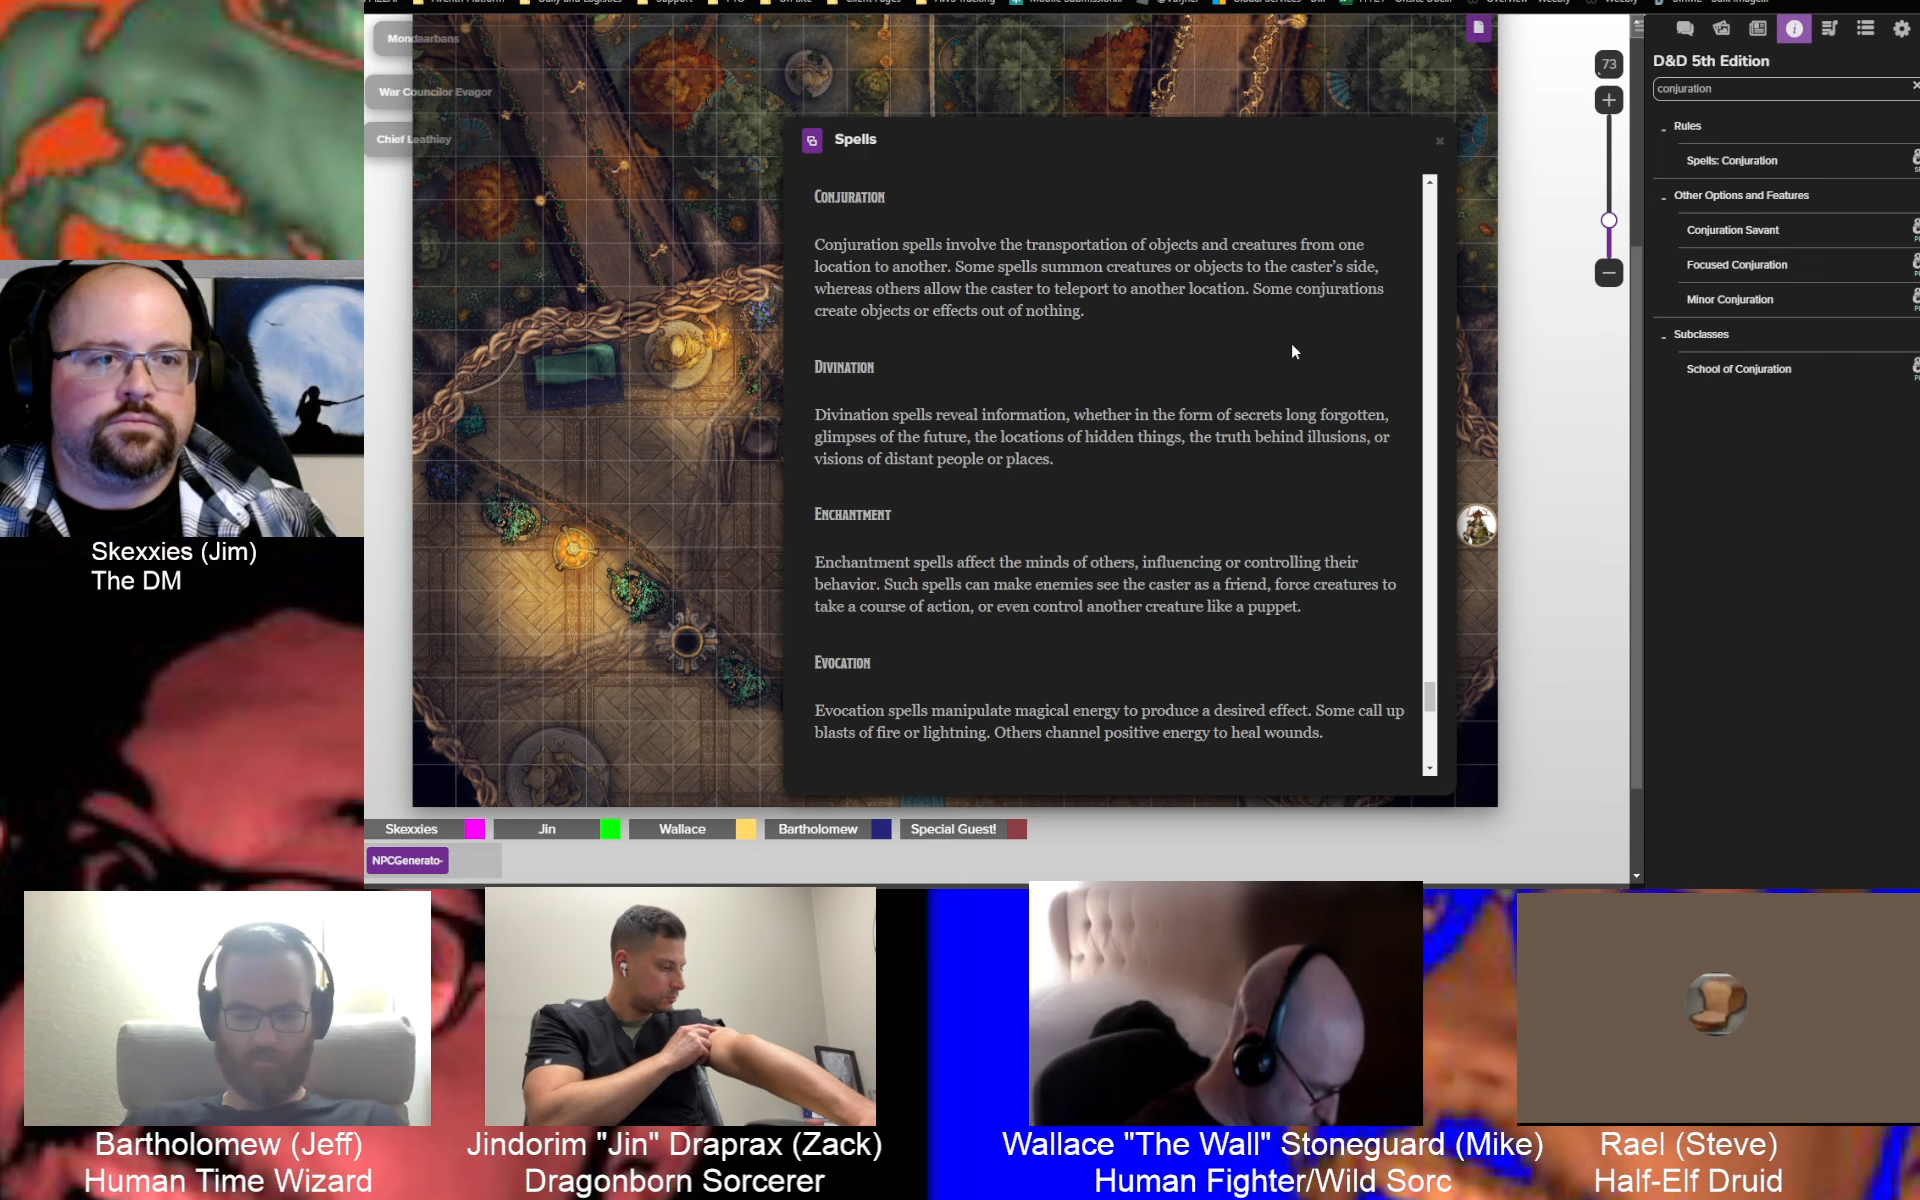 Mondaarbans
War Councilor Evagor
Chief Leathiay
73
D&D 5th Edition
conjuration
Rules
Spells: Conjuration
Other Options and Features
Conjuration Savant
Focused Conjuration
Minor Conjuration
Subclasses
School of Conjuration
Spells
CONJURATION
Conjuration spells involve the transportation of objects and creatures from one
location to another. Some spells summon creatures or objects to the caster's side,
whereas others allow the caster to teleport to another location. Some conjurations
create objects or effects out of nothing.
DIVINATION
Divination spells reveal information, whether in the form of secrets long forgotten,
glimpses of the future, the locations of hidden things, the truth behind illusions, or
visions of distant people or places.
ENCHANTMENT
Enchantment spells affect the minds of others, influencing or controlling their
behavior. Such spells can make enemies see the caster as a friend, force creatures to
take a course of action, or even control another creature like a puppet.
EVOCATION
Evocation spells manipulate magical energy to produce a desired effect. Some call up
blasts of fire or lightning. Others channel positive energy to heal wounds.
Skexxies (Jim)
The DM
Skexxies
Jin
Wallace
Bartholomew
Special Guest!
NPCGenerato-
Bartholomew (Jeff)
Human Time Wizard
Jindorim "Jin" Draprax (Zack)
Dragonborn Sorcerer
Wallace "The Wall" Stoneguard (Mike)
Human Fighter/Wild Sorc
Rael (Steve)
Half-Elf Druid